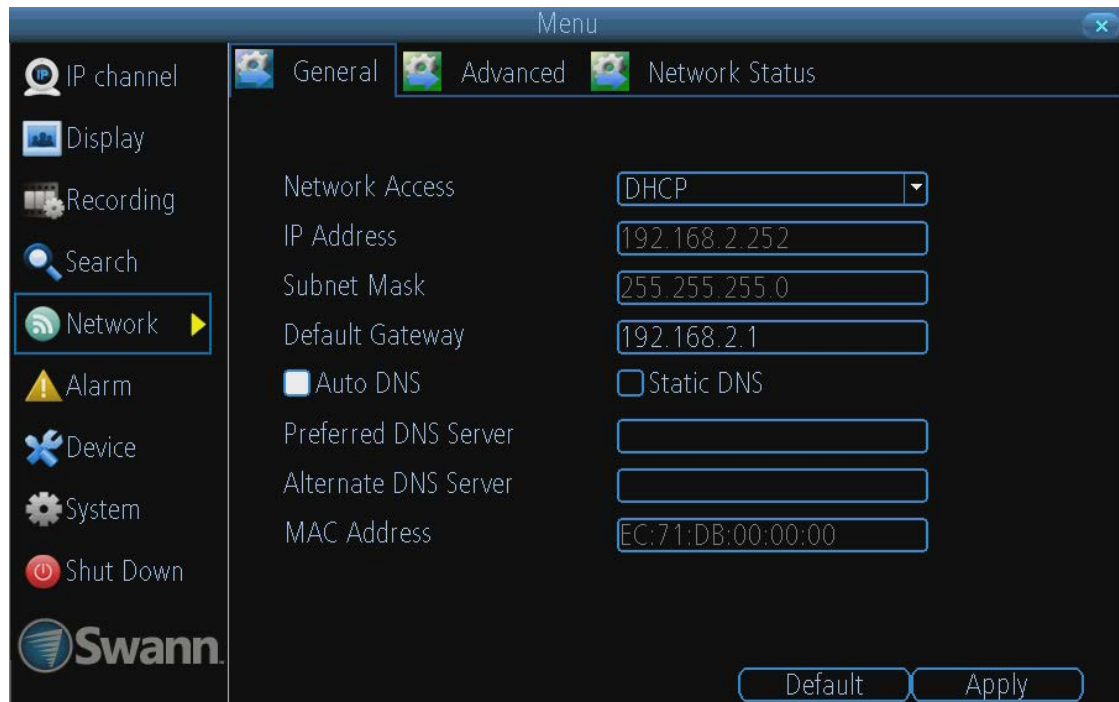 Menu
IP channel
Display
Recording
Search
Network
Alarm
Device
System
Shut Down
Swann
General Advanced Network Status
Network Access DHCP
IP Address 192.168.2.252
Subnet Mask 255.255.255.0
Default Gateway 192.168.2.1
Auto DNS Static DNS
Preferred DNS Server
Alternate DNS Server
MAC Address EC:71:DB:00:00:00
Default Apply